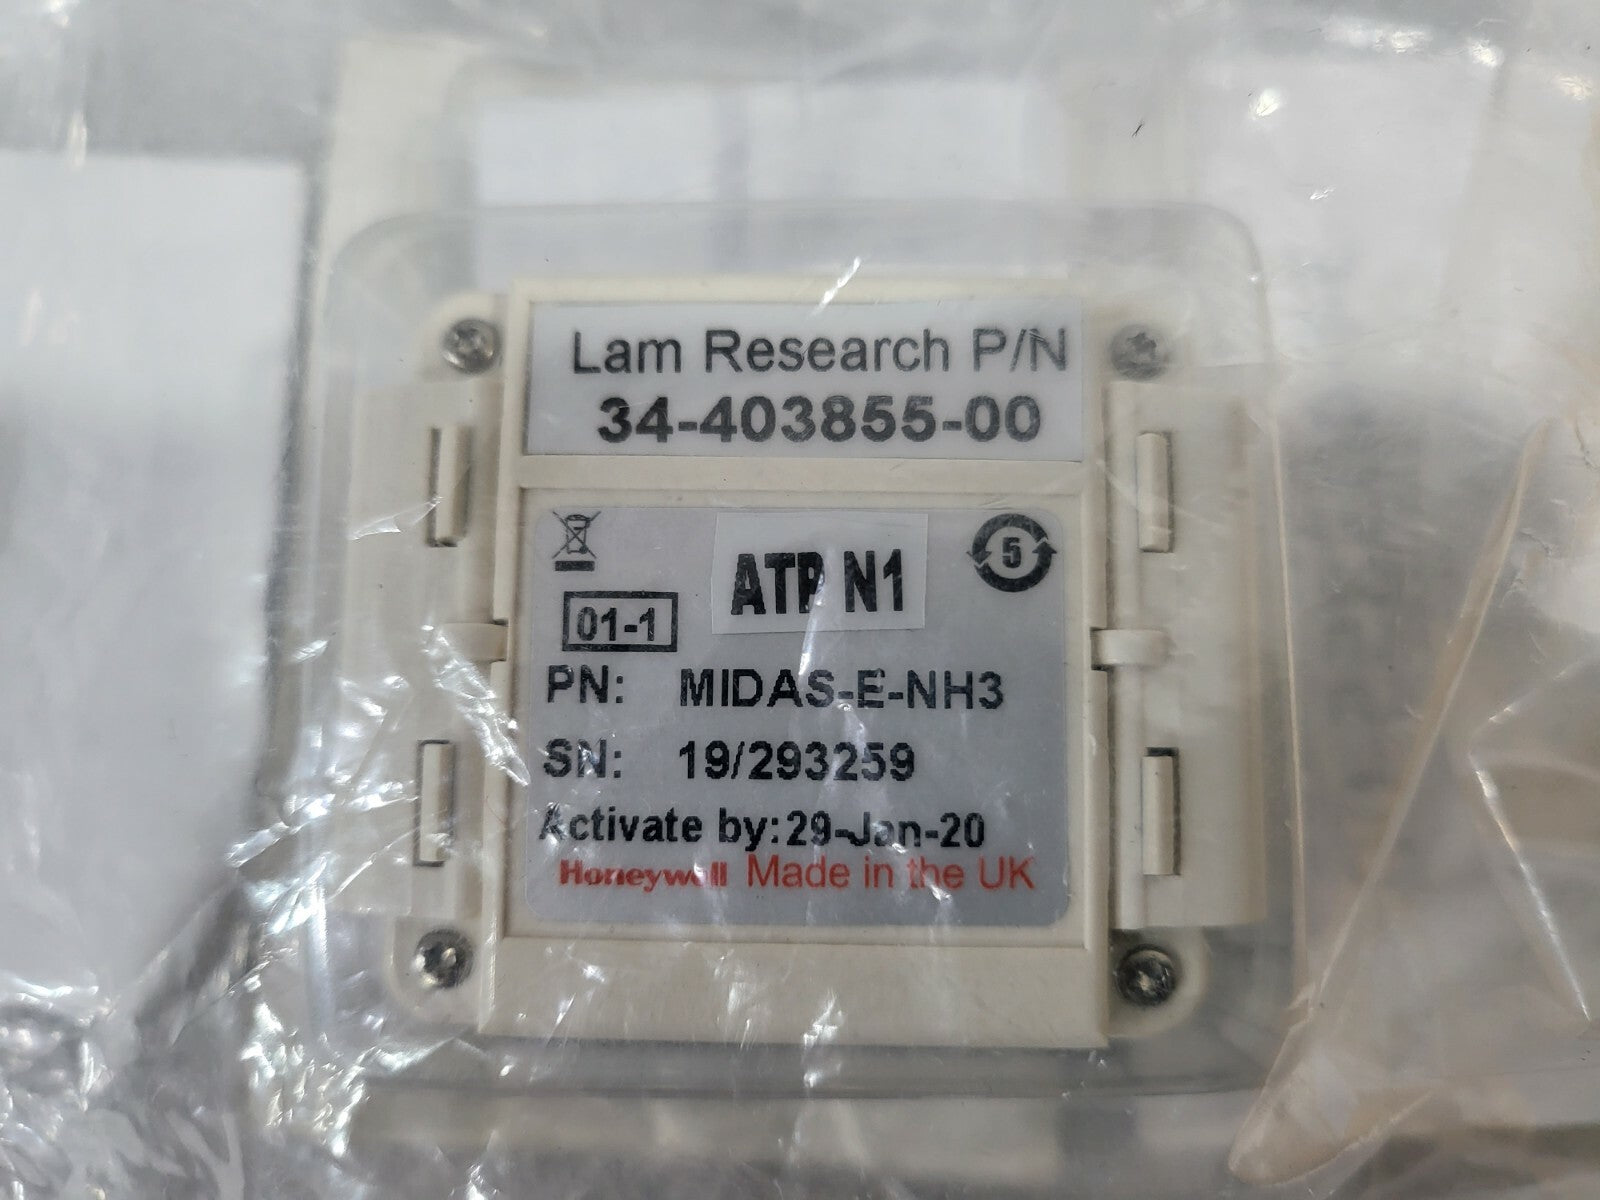 Lam Research P/N
34-403855-00
ATP N1
5
01-1
PN: MIDAS-E-NH3
SN: 19/293259
Activate by:29-Jan-20
Honeywell Made in the UK